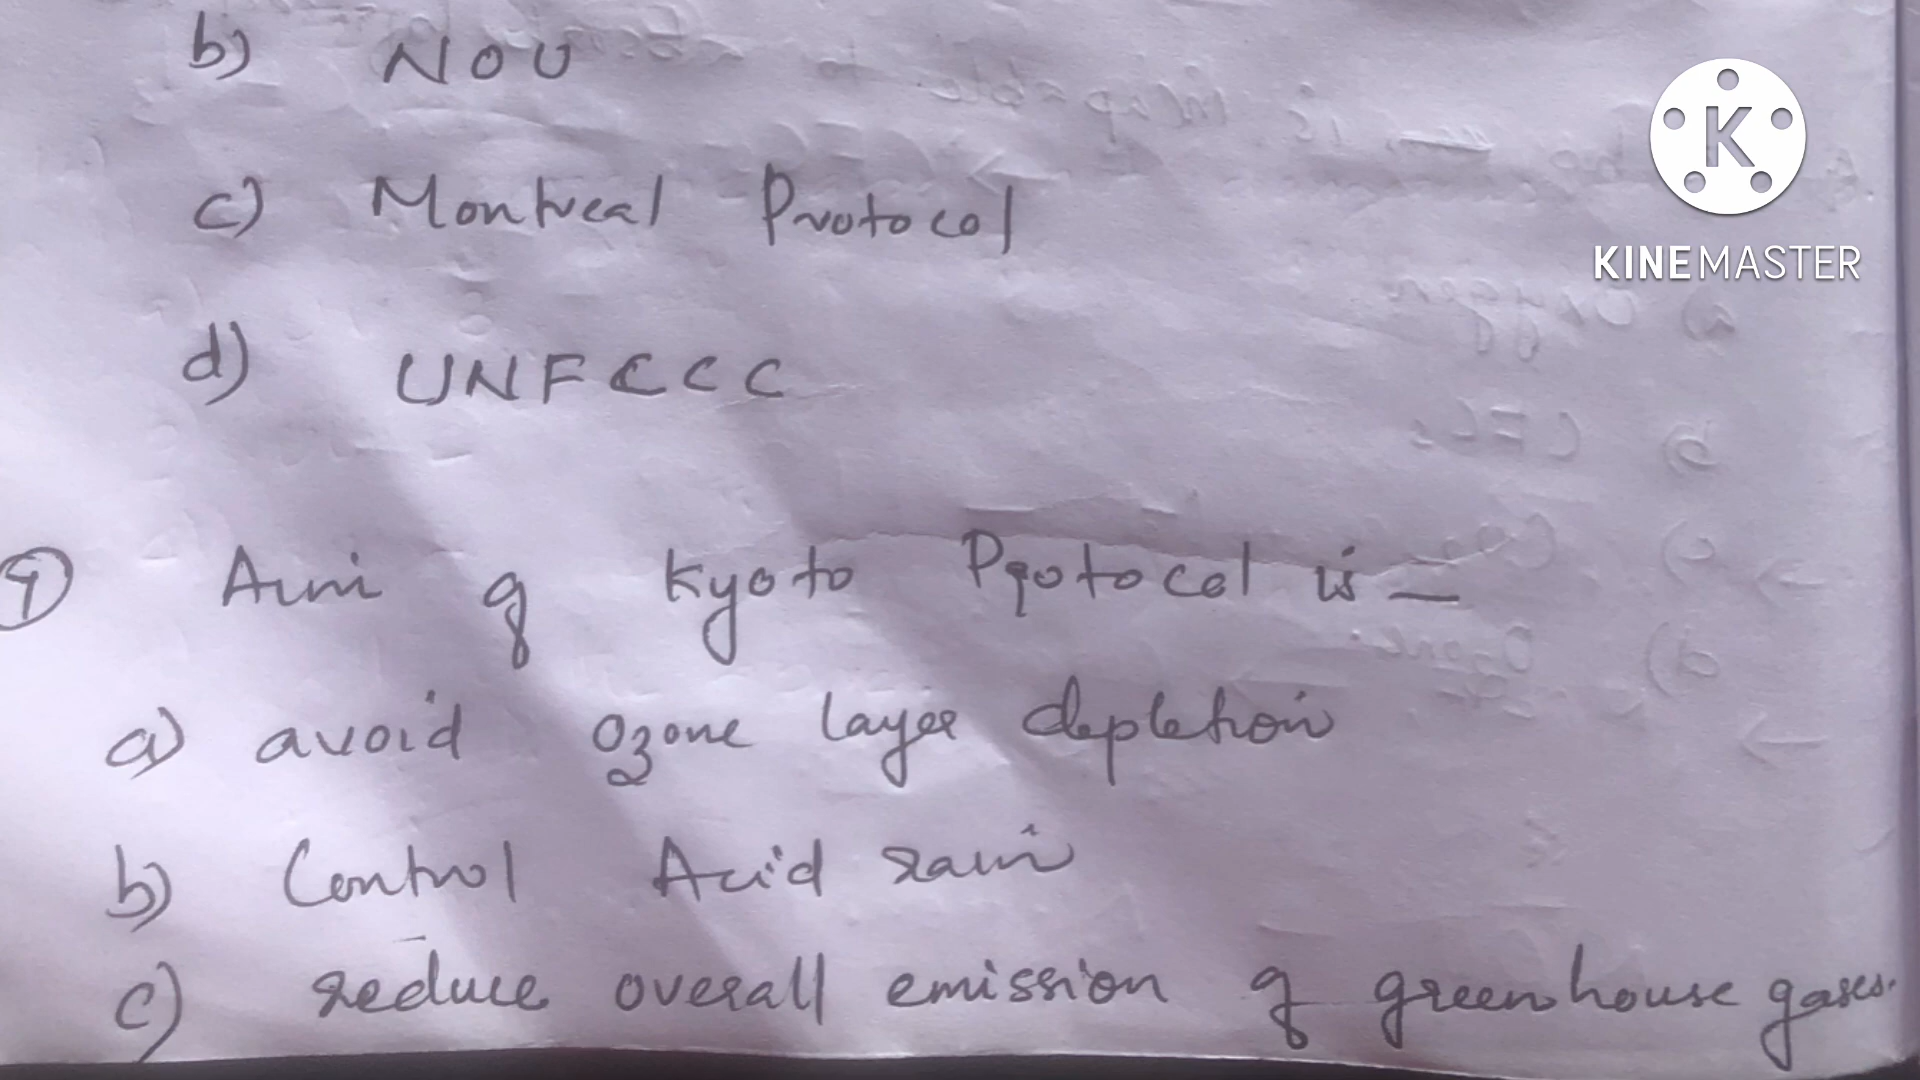 b) NOU
c) Montreal Protocol
d) UNFCCC
9 Aim of Kyoto Protocol is —
a) avoid ozone layer depletion
b) Control Acid rain
c) reduce overall emission of greenhouse gases.
K
KINEMASTER